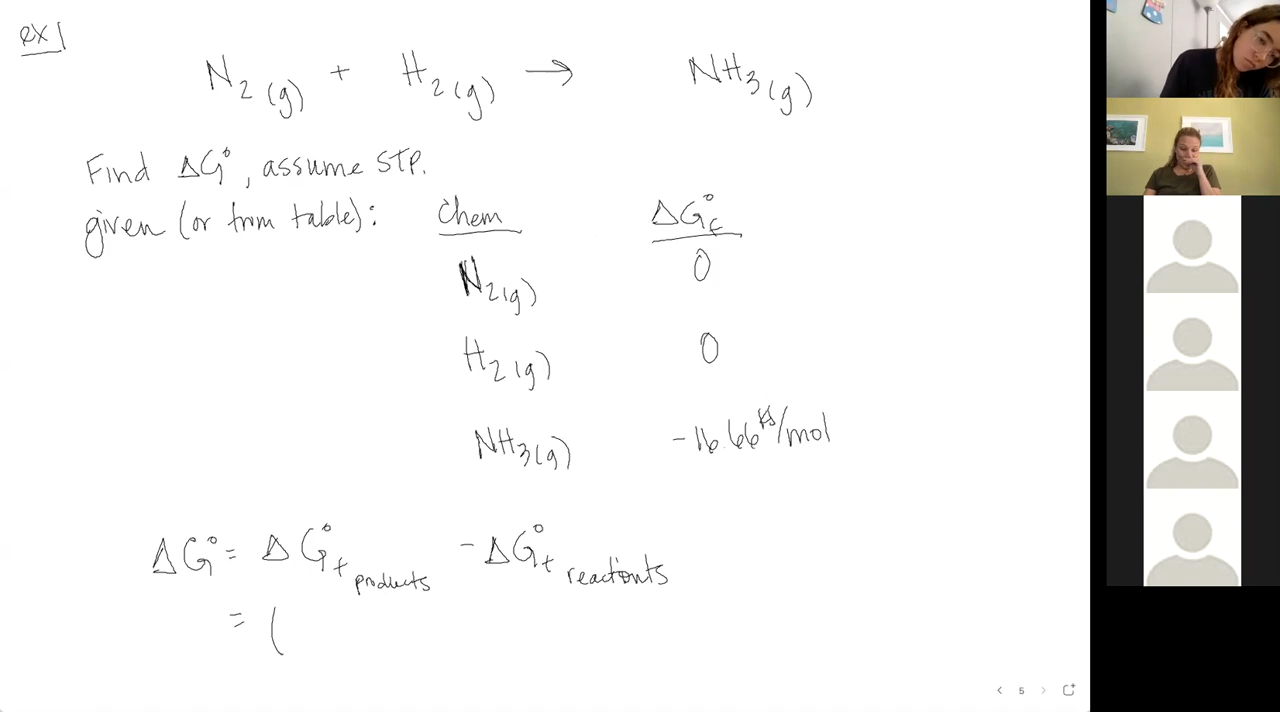 ex 1
N2(g) + H2(g) → NH3(g)
Find ΔG°, assume STP.
given (or from table): Chem ΔG°f
N2(g) 0
H2(g) 0
NH3(g) -16.66 kJ/mol
ΔG° = ΔG°f products - ΔG°f reactants
= (
5